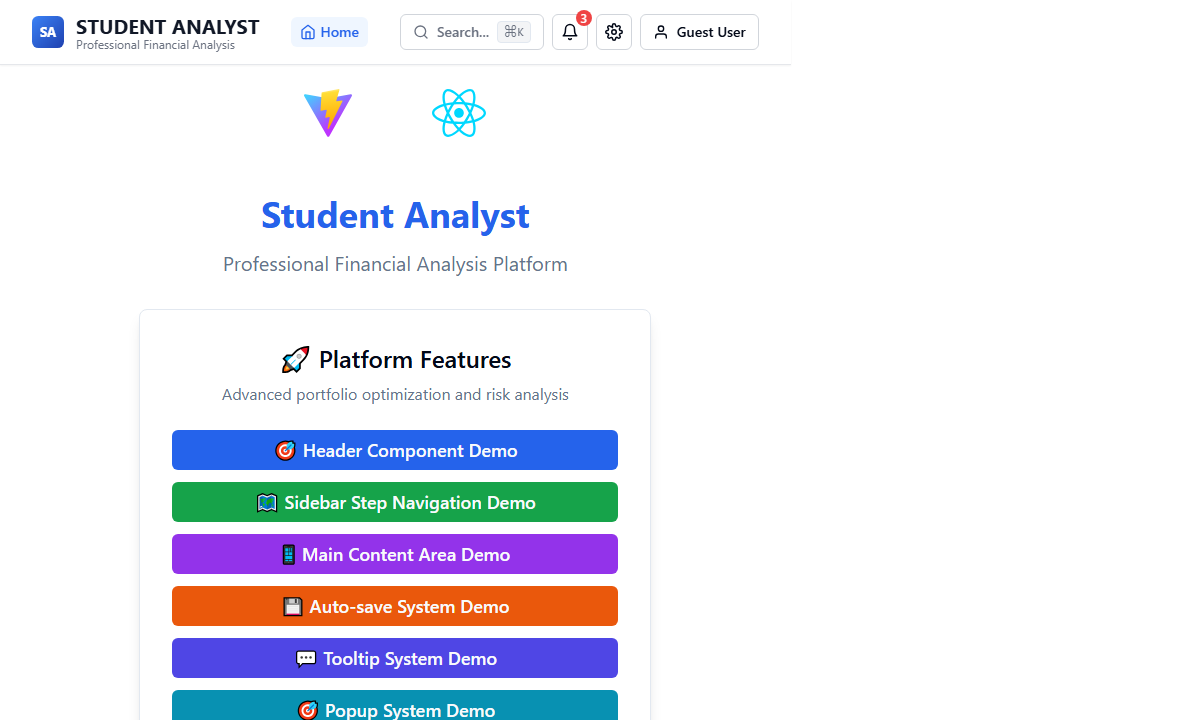 SA
STUDENT ANALYST
Professional Financial Analysis
Home
Search...
⌘K
3
Guest User
Student Analyst
Professional Financial Analysis Platform
🚀 Platform Features
Advanced portfolio optimization and risk analysis
🎯 Header Component Demo
🗺️ Sidebar Step Navigation Demo
📱 Main Content Area Demo
💾 Auto-save System Demo
💬 Tooltip System Demo
🎯 Popup System Demo